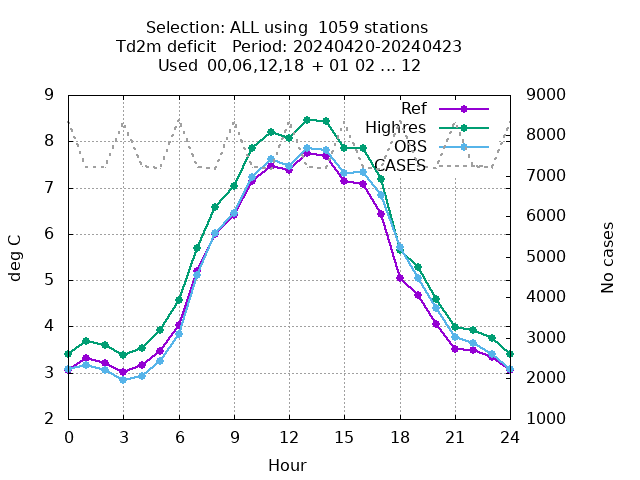 Selection: ALL using  1059 stations
Td2m deficit   Period: 20240420-20240423
Used  00,06,12,18  + 01 02 ... 12
Ref
Highres
OBS
CASES
deg C
No cases
9
8
7
6
5
4
3
2
9000
8000
7000
6000
5000
4000
3000
2000
1000
0 3 6 9 12 15 18 21 24
Hour